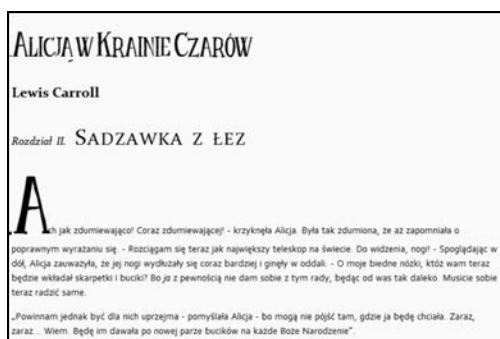 ALICJA W KRAINIE CZARÓW
Lewis Carroll
Rozdział II. SADZAWKA Z ŁEZ
Ach jak zdumiewająco! Coraz zdumiewającej! - krzyknęła Alicja. Była tak zdumiona, że aż zapomniała o
poprawnym wyrażaniu się. - Rozciągam się teraz jak największy teleskop na świecie. Do widzenia, nogi! - Spoglądając w
dół, Alicja zauważyła, że jej nogi wydłużały się coraz bardziej i ginęły w oddali. - O moje biedne nóżki, któż wam teraz
będzie wkładał skarpetki i buciki? Bo ja z pewnością nie dam sobie z tym rady, będąc od was tak daleko. Musicie sobie
teraz radzić same.
„Powinnam jednak być dla nich uprzejma - pomyślała Alicja - bo mogą nie pójść tam, gdzie ja będę chciała. Zaraz,
zaraz... Wiem. Będę im dawała po nowej parze bucików na każde Boże Narodzenie”.